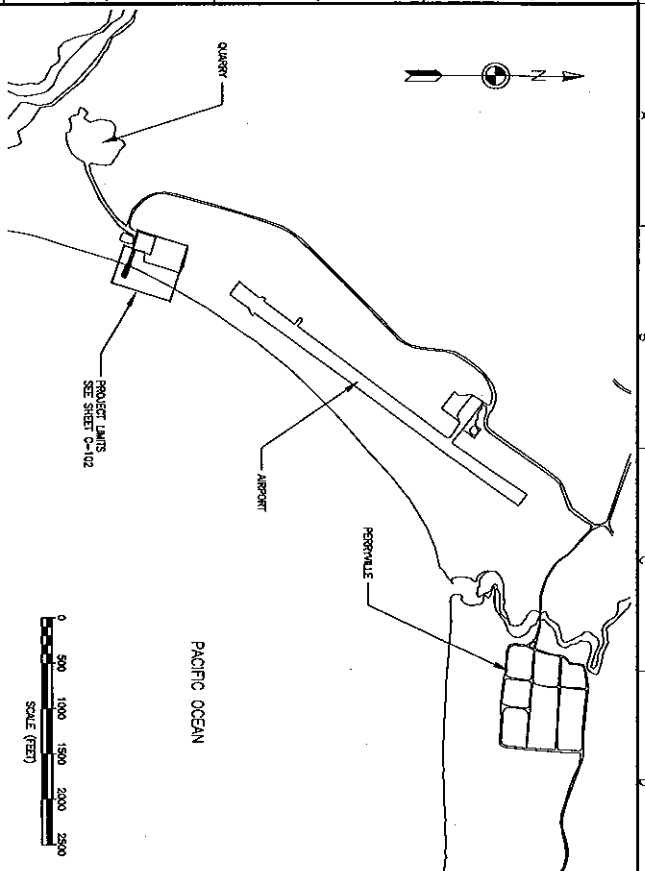 QUARRY
N
PROJECT LIMITS
SEE SHEET C-102
AIRPORT
PERRYVILLE
PACIFIC OCEAN
0 500 1000 1500 2000 2500
SCALE (FEET)